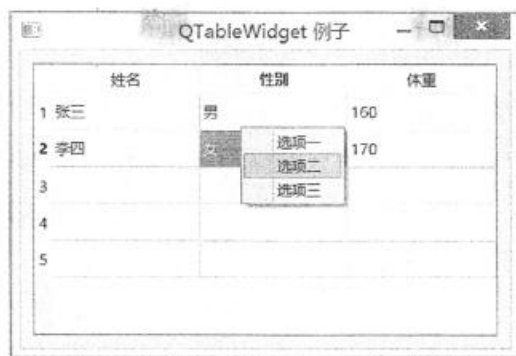 QTableWidget 例子
姓名 性别 体重
1 张三 男 160
2 李四 170
选项一
选项二
选项三
3
4
5